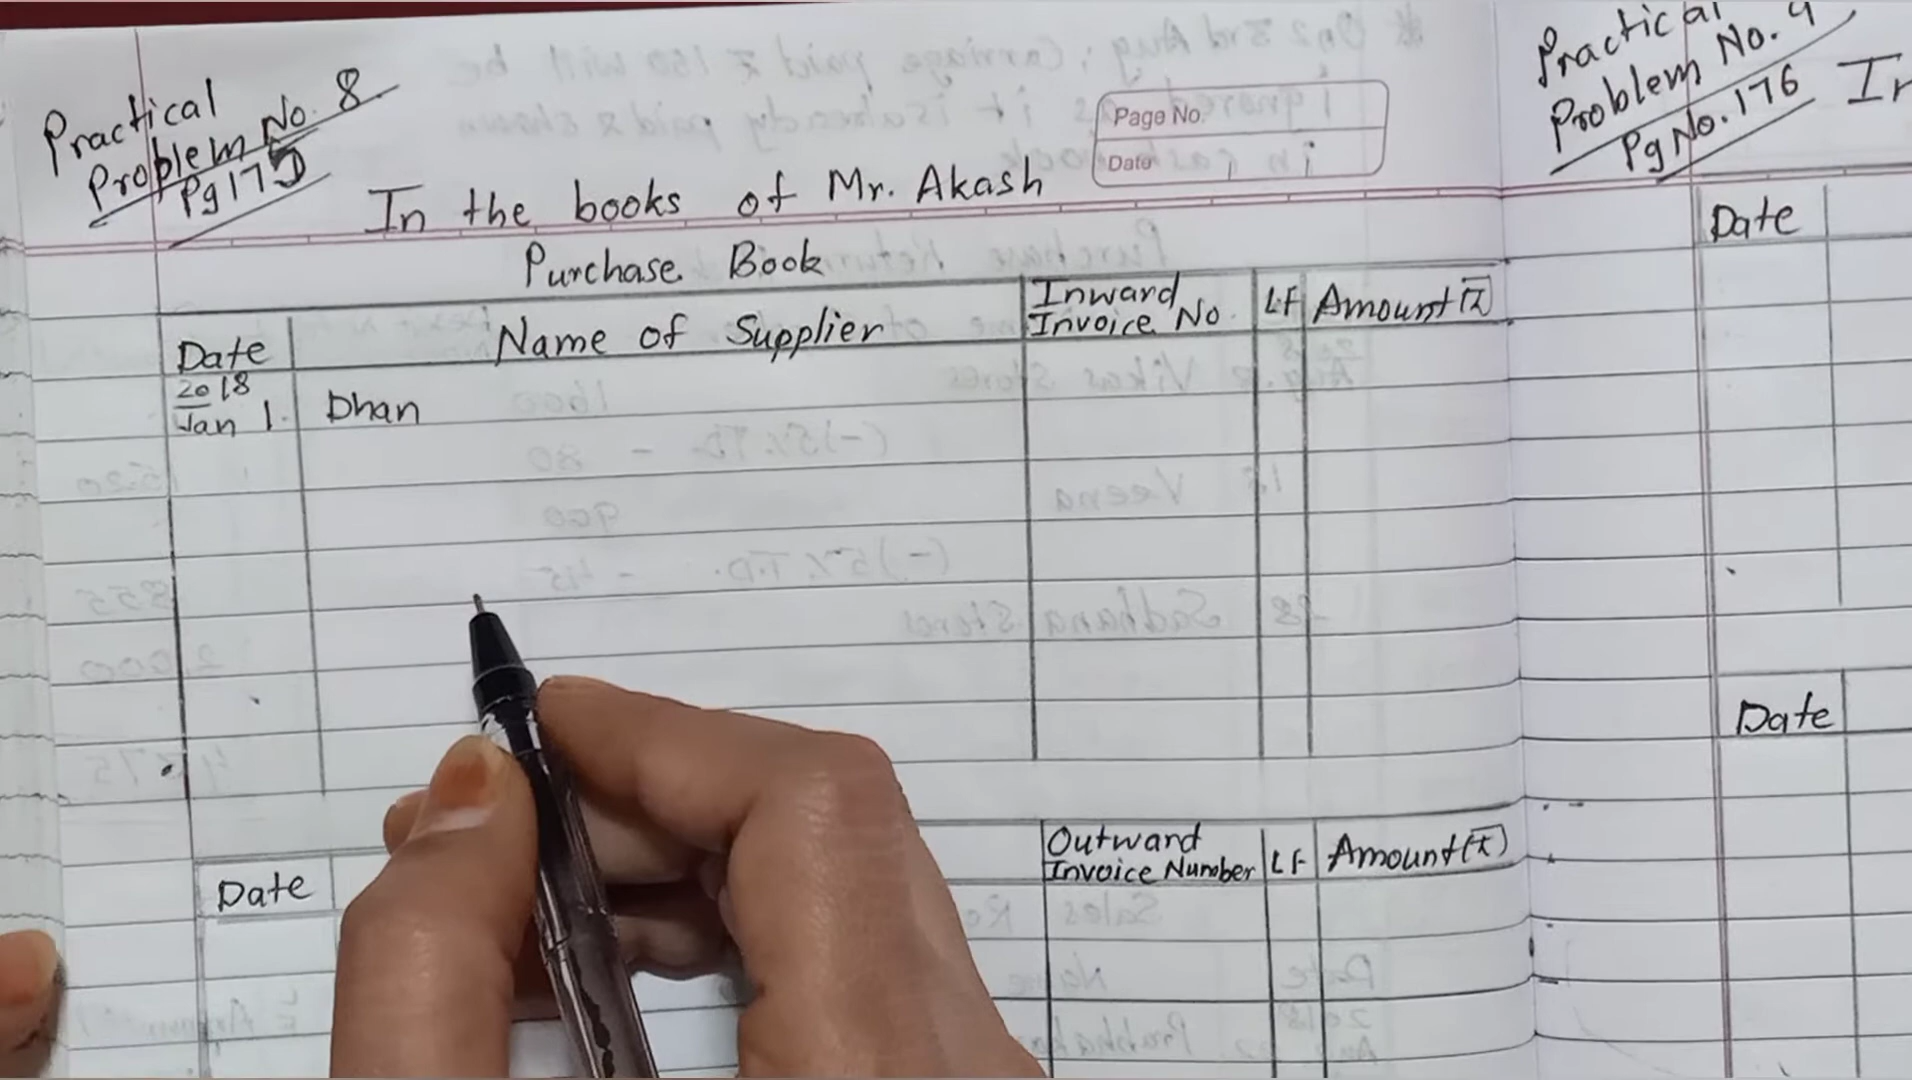 Practical
Problem No. 8
Pg 175
Page No.
Date
In the books of Mr. Akash
Purchase Book
Date
Name of Supplier
Inward
Invoice No.
LF
Amount (₹)
2018
Jan 1.
Dhan
Date
Outward
Invoice Number
LF
Amount (₹)
Practical
Problem No. 9
Pg No. 176
In
Date
Date